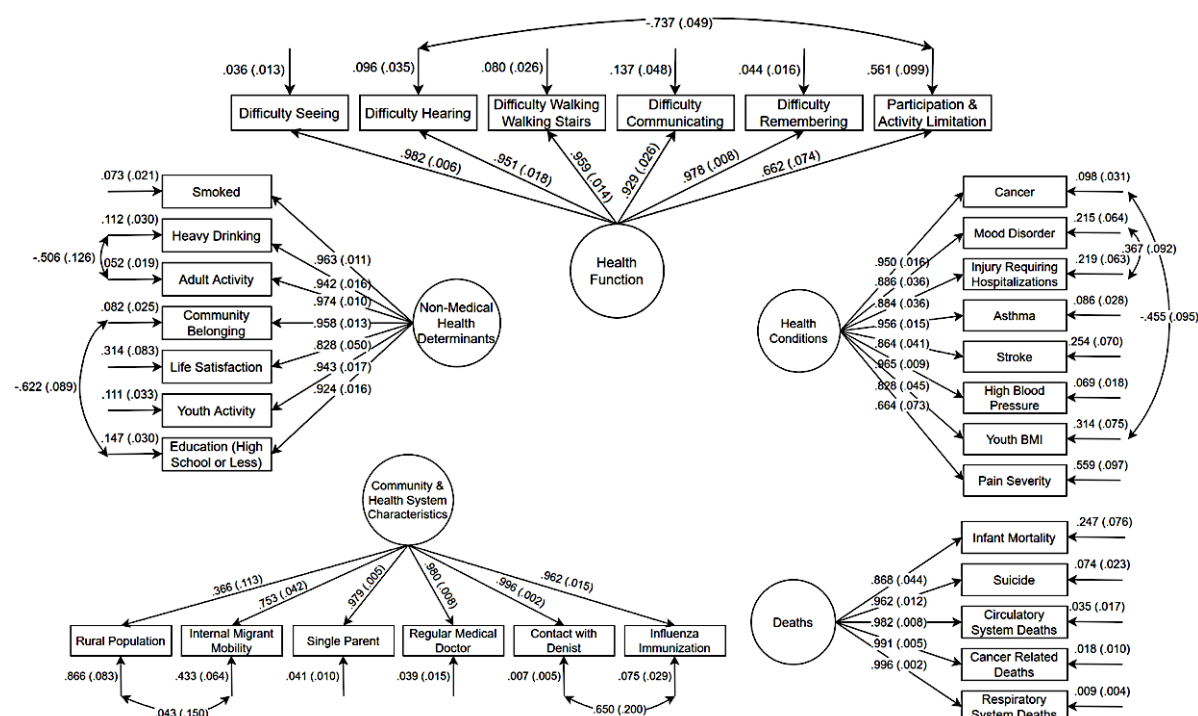 -.737 (.049)
.036 (.013)
.096 (.035)
.080 (.026)
.137 (.048)
.044 (.016)
.561 (.099)
Difficulty Seeing
Difficulty Hearing
Difficulty Walking
Walking Stairs
Difficulty
Communicating
Difficulty
Remembering
Participation &
Activity Limitation
.982 (.006)
.951 (.018)
.959 (.014)
.929 (.026)
.978 (.008)
.662 (.074)
Health
Function
.073 (.021)
Smoked
.112 (.030)
Heavy Drinking
-.506 (.126)
.052 (.019)
Adult Activity
.082 (.025)
Community
Belonging
.314 (.083)
Life Satisfaction
-.622 (.089)
.111 (.033)
Youth Activity
.147 (.030)
Education (High
School or Less)
.963 (.011)
.942 (.016)
.974 (.010)
.958 (.013)
.828 (.050)
.943 (.017)
.924 (.016)
Non-Medical
Health
Determinants
Health
Conditions
.950 (.016)
.886 (.036)
.884 (.036)
.956 (.015)
.864 (.041)
.965 (.009)
.828 (.045)
.664 (.073)
Cancer
.098 (.031)
Mood Disorder
.215 (.064)
.367 (.092)
Injury Requiring
Hospitalizations
.219 (.063)
Asthma
.086 (.028)
-.455 (.095)
Stroke
.254 (.070)
High Blood
Pressure
.069 (.018)
Youth BMI
.314 (.075)
Pain Severity
.559 (.097)
Community &
Health System
Characteristics
.366 (.113)
.753 (.042)
.979 (.005)
.980 (.008)
.996 (.002)
.962 (.015)
Rural Population
Internal Migrant
Mobility
Single Parent
Regular Medical
Doctor
Contact with
Denist
Influenza
Immunization
.866 (.083)
.433 (.064)
.041 (.010)
.039 (.015)
.007 (.005)
.075 (.029)
.043 (.150)
.650 (.200)
Deaths
.868 (.044)
.962 (.012)
.982 (.008)
.991 (.005)
.996 (.002)
Infant Mortality
.247 (.076)
Suicide
.074 (.023)
Circulatory
System Deaths
.035 (.017)
Cancer Related
Deaths
.018 (.010)
Respiratory
System Deaths
.009 (.004)